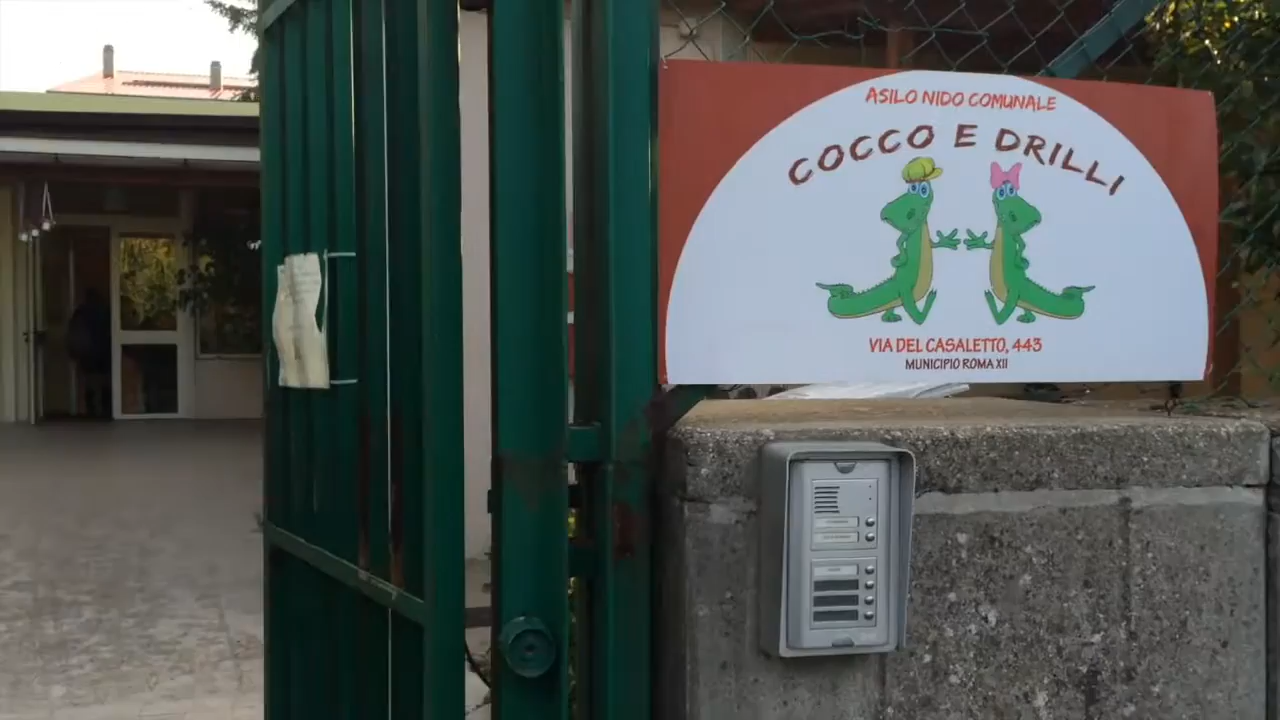 ASILO NIDO COMUNALE
COCCO E DRILLI
VIA DEL CASALETTO, 443
MUNICIPIO ROMA XII